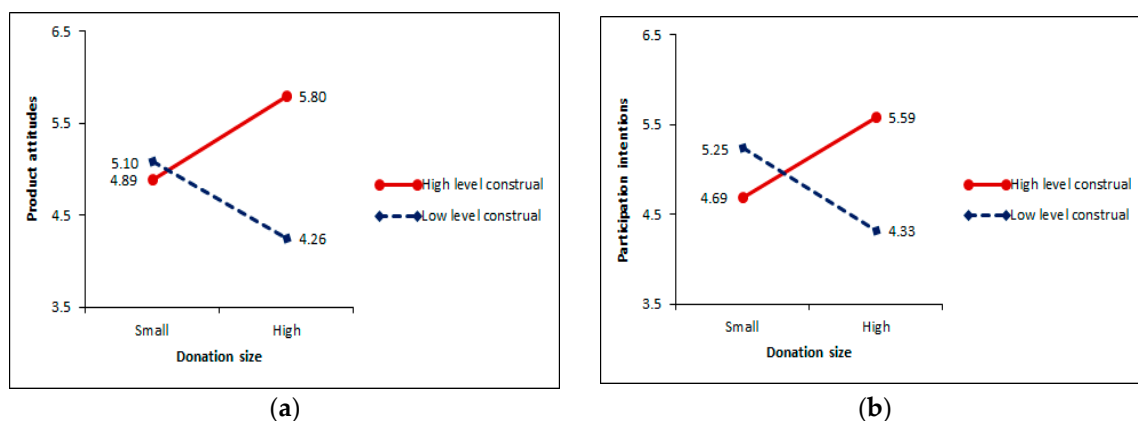 6.5
5.5
4.5
3.5
Product attitudes
5.10
4.89
5.80
4.26
Small
High
Donation size
High level construal
Low level construal
(a)
6.5
5.5
4.5
3.5
Participation intentions
5.25
4.69
5.59
4.33
Small
High
Donation size
High level construal
Low level construal
(b)